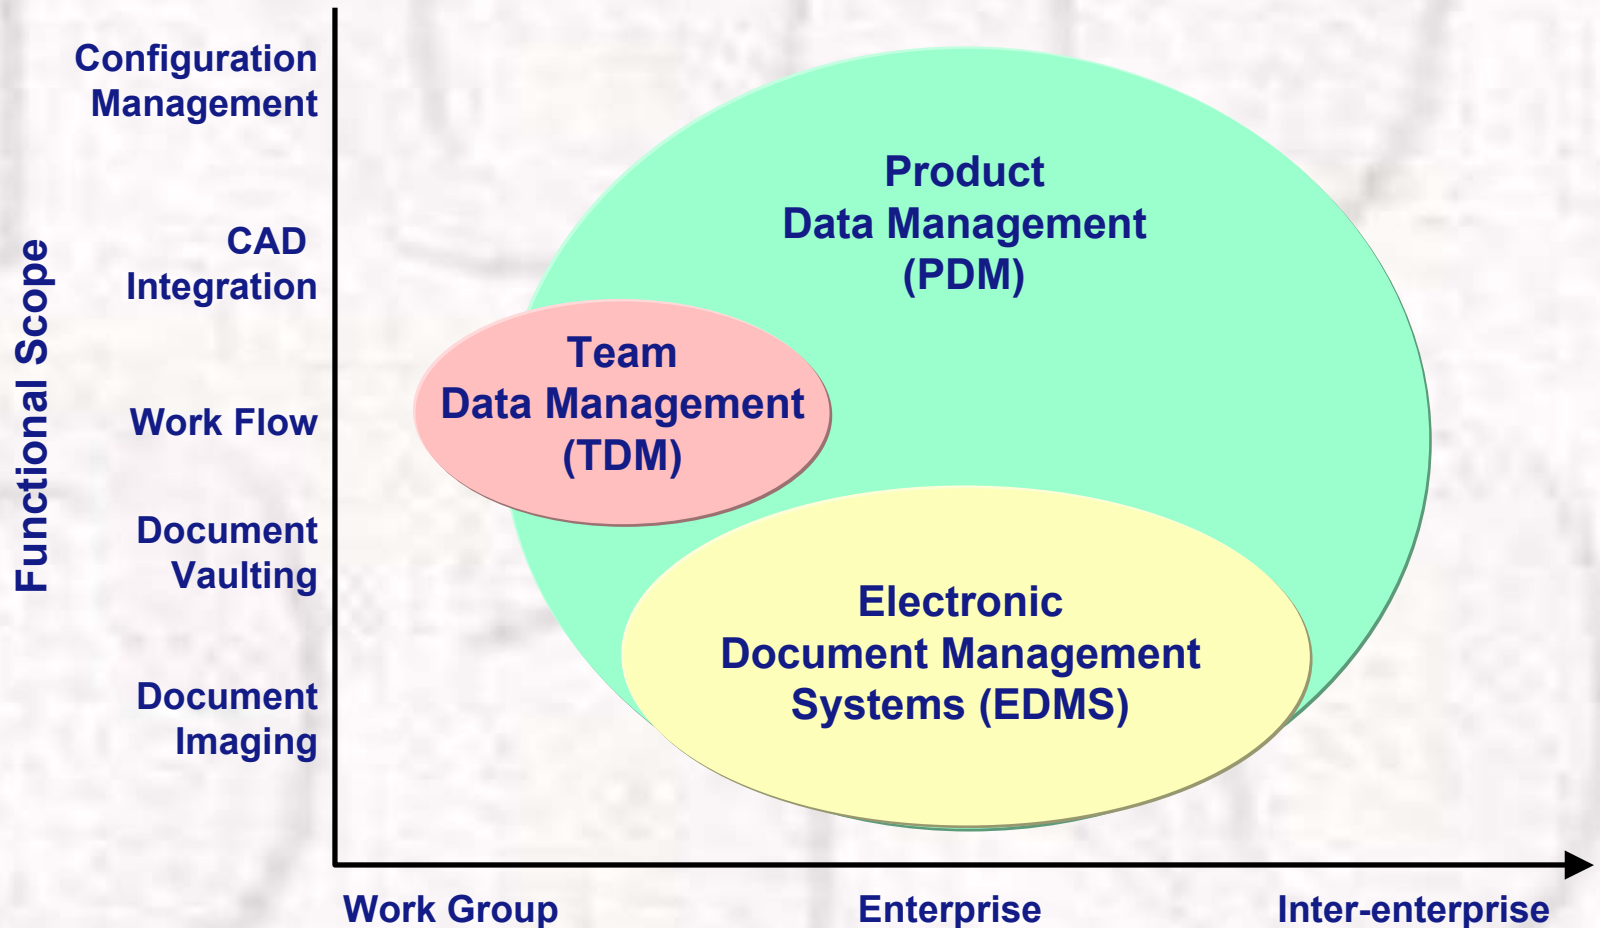 Functional Scope
Configuration
Management
CAD
Integration
Work Flow
Document
Vaulting
Document
Imaging
Product
Data Management
(PDM)
Team
Data Management
(TDM)
Electronic
Document Management
Systems (EDMS)
Work Group
Enterprise
Inter-enterprise